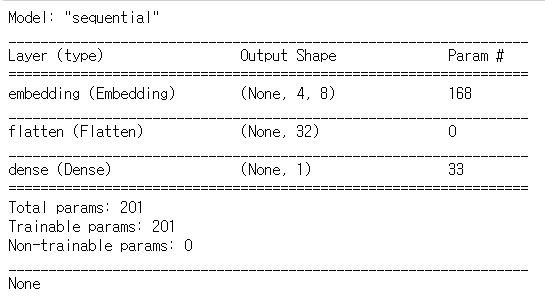 Model: "sequential"
Layer (type) Output Shape Param #
embedding (Embedding) (None, 4, 8) 168
flatten (Flatten) (None, 32) 0
dense (Dense) (None, 1) 33
Total params: 201
Trainable params: 201
Non-trainable params: 0
None